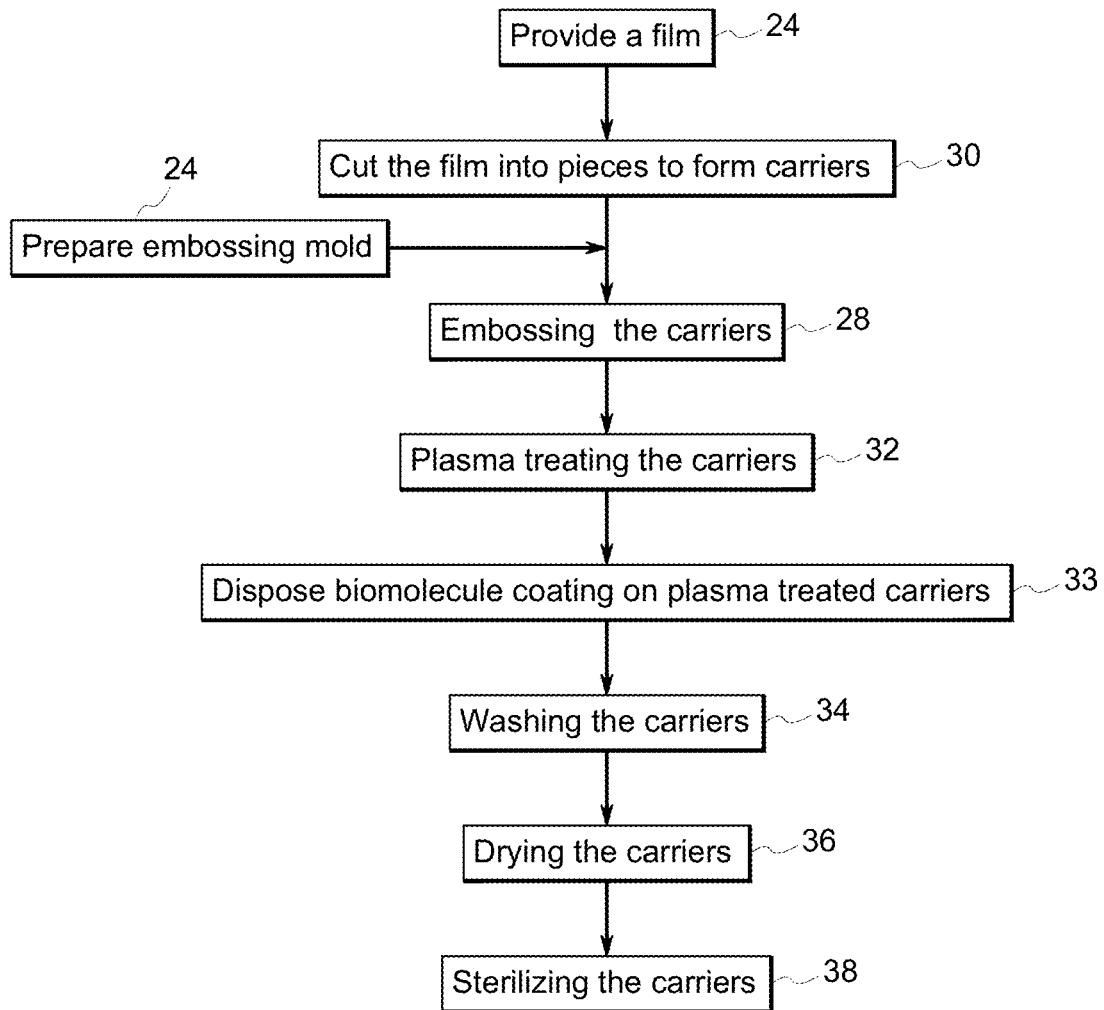 Provide a film 24
Cut the film into pieces to form carriers 30
24
Prepare embossing mold
Embossing the carriers 28
Plasma treating the carriers 32
Dispose biomolecule coating on plasma treated carriers 33
Washing the carriers 34
Drying the carriers 36
Sterilizing the carriers 38